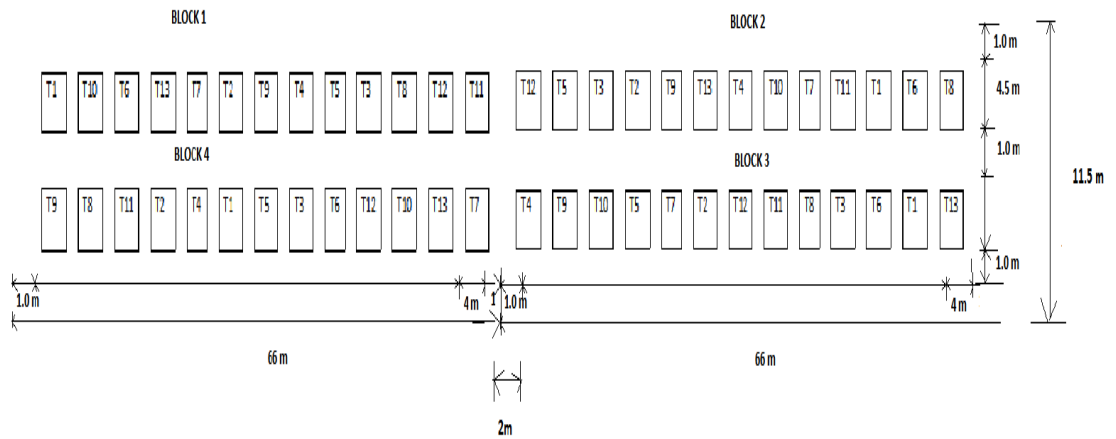 BLOCK 1
BLOCK 2
1.0 m
T1 T10 T6 T13 T7 T2 T9 T4 T5 T3 T8 T12 T11
T12 T5 T3 T2 T9 T13 T4 T10 T7 T11 T1 T6 T8
4.5 m
BLOCK 4
BLOCK 3
1.0 m
11.5 m
T9 T8 T11 T2 T4 T1 T5 T3 T6 T12 T10 T13 T7
T4 T9 T10 T5 T7 T2 T12 T11 T8 T3 T6 T1 T13
1.0 m
1.0 m
4 m
1
1.0 m
4 m
66 m
66 m
2m